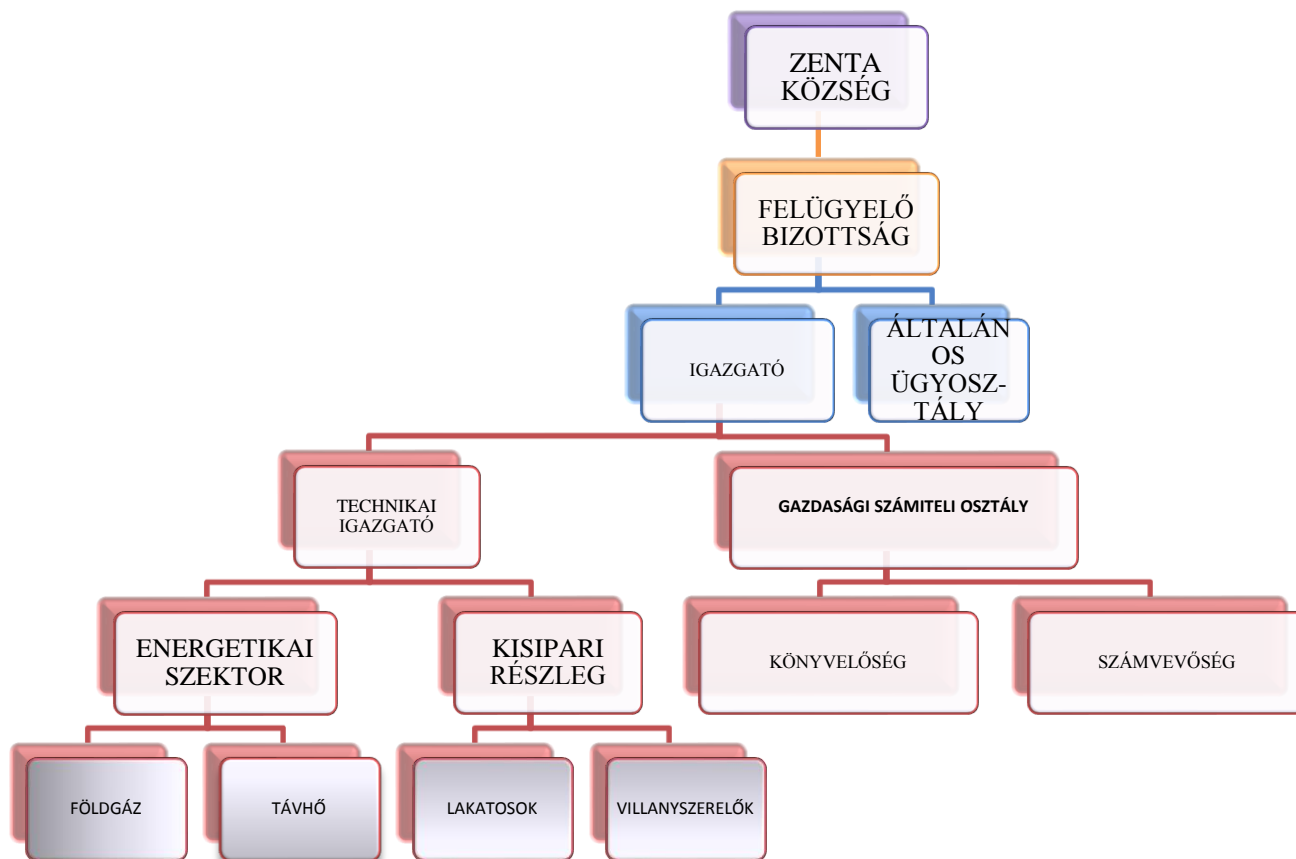 ZENTA
KÖZSÉG
FELÜGYELŐ
BIZOTTSÁG
IGAZGATÓ
ÁLTALÁN
OS
ÜGYOSZ-
TÁLY
TECHNIKAI
IGAZGATÓ
GAZDASÁGI SZÁMITELI OSZTÁLY
ENERGETIKAI
SZEKTOR
KISIPARI
RÉSZLEG
KÖNYVELŐSÉG
SZÁMVEVŐSÉG
FÖLDGÁZ
TÁVHŐ
LAKATOSOK
VILLANYSZERELŐK